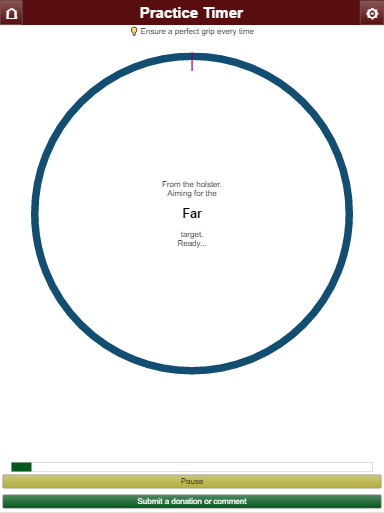 Practice Timer
Ensure a perfect grip every time
From the holster.
Aiming for the
Far
target.
Ready...
Pause
Submit a donation or comment